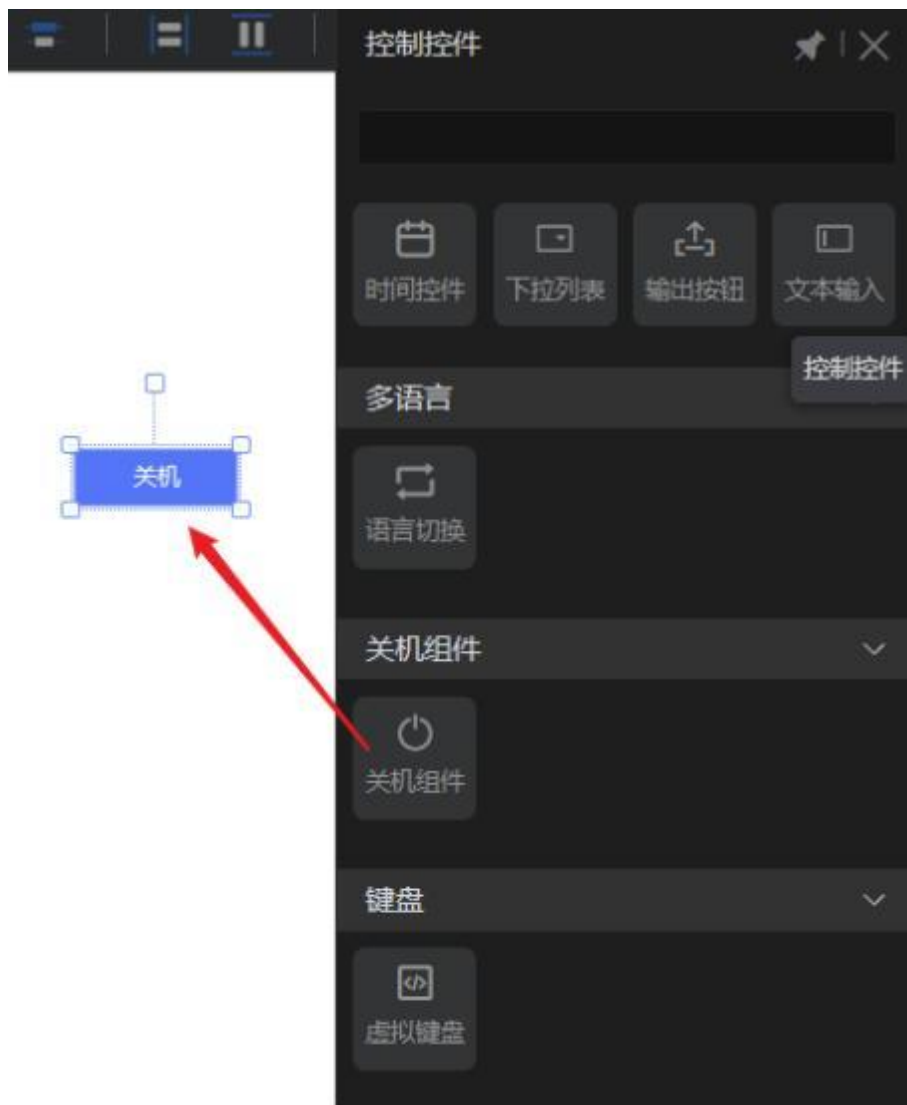 控制控件
时间控件
下拉列表
输出按钮
文本输入
控制控件
多语言
关机
语言切换
关机组件
关机组件
键盘
虚拟键盘